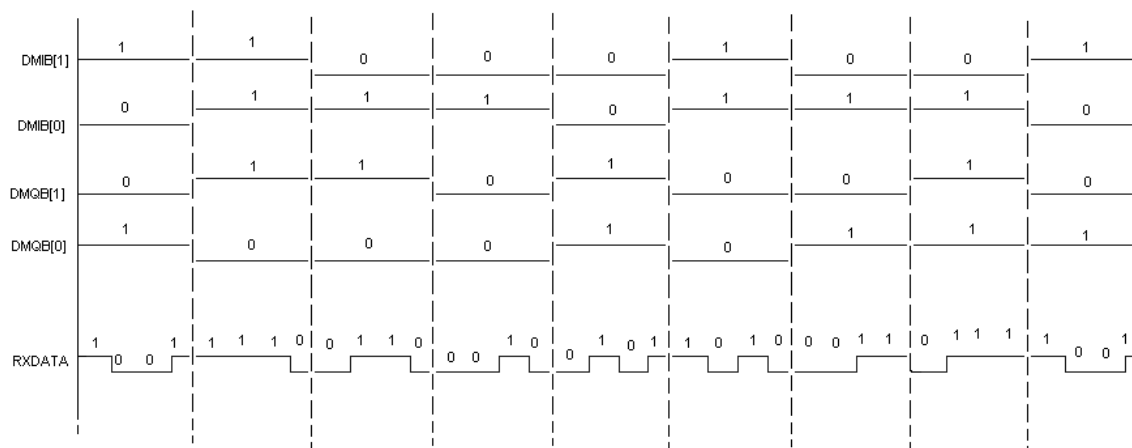 DMIB[1] 1 1 0 0 0 1 0 0 1
DMIB[0] 0 1 1 1 0 1 1 1 0
DMQB[1] 0 1 1 0 1 0 0 1 0
DMQB[0] 1 0 0 0 1 0 1 1 1
RXDATA 1 0 0 1 1 1 1 0 0 1 1 0 0 0 1 0 0 1 0 1 1 0 1 0 0 0 1 1 0 1 1 1 1 0 0 1